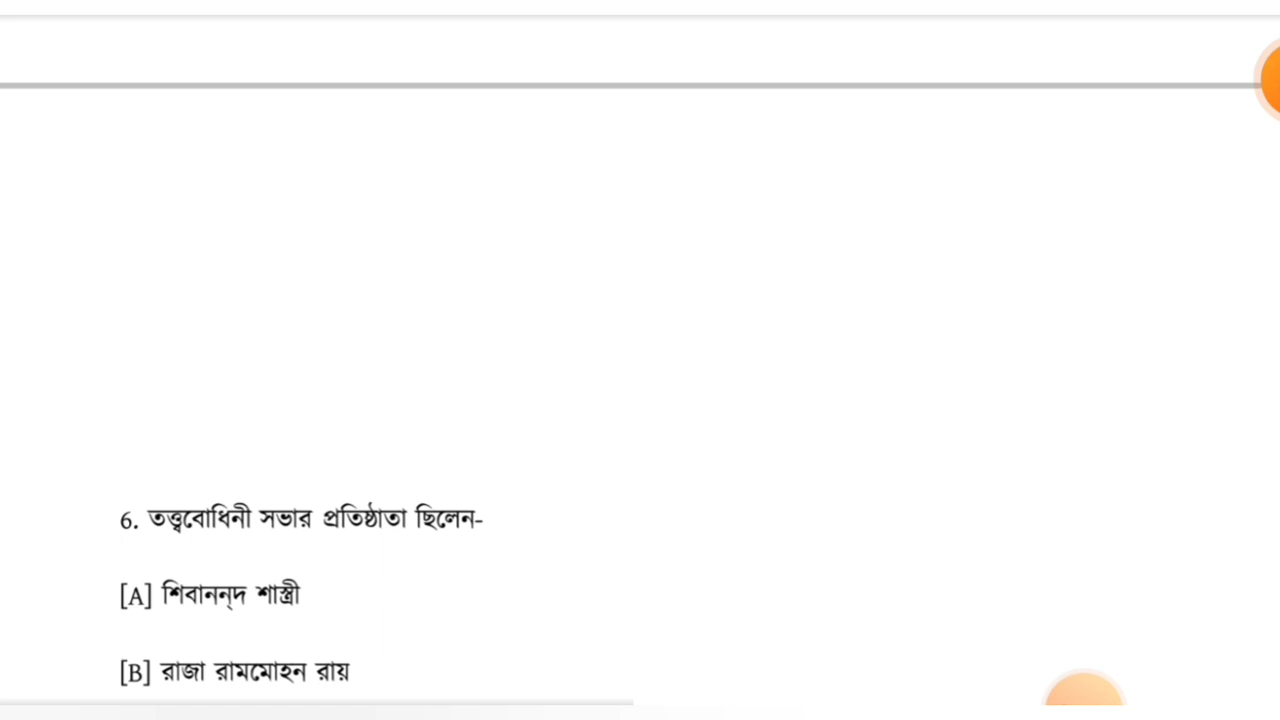 6. তত্ত্ববোধিনী সভার প্রতিষ্ঠাতা ছিলেন-
[A] শিবানন্‌দ শাস্ত্রী
[B] রাজা রামমোহন রায়